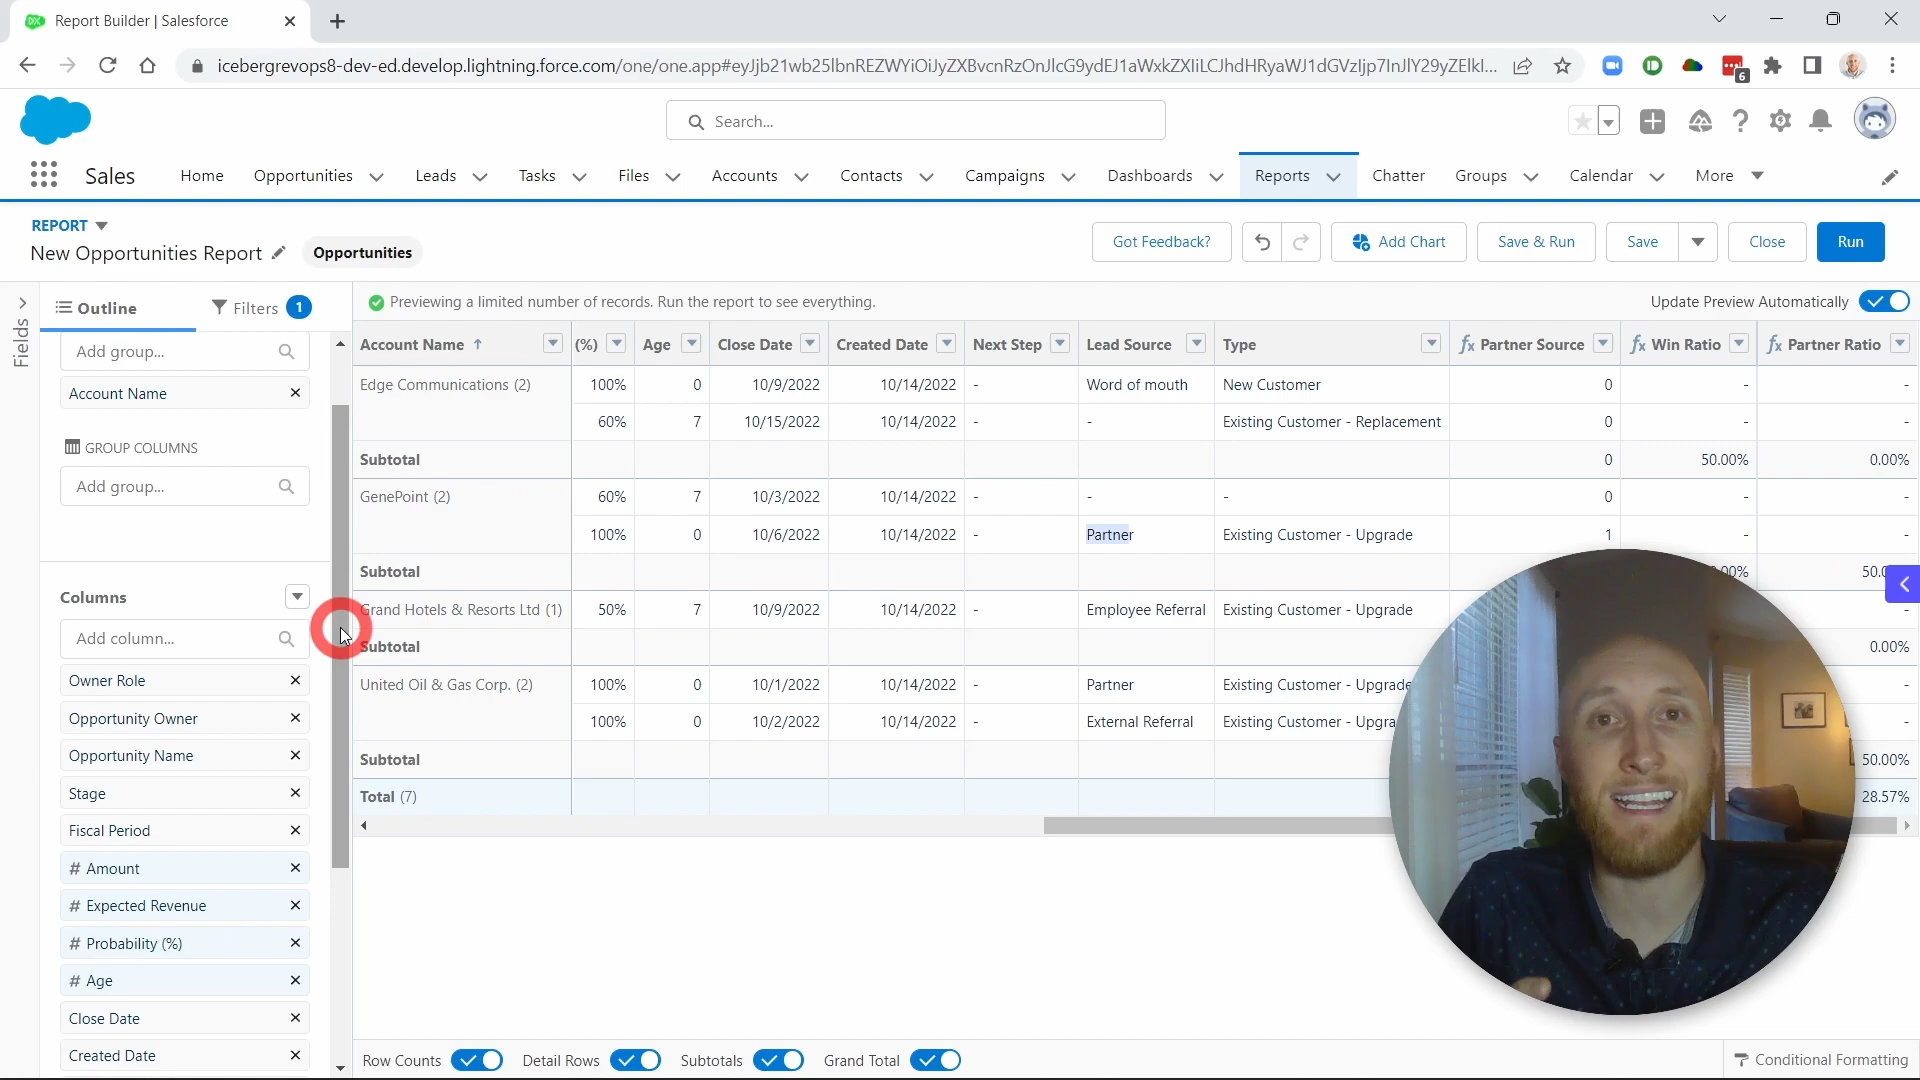 Report Builder | Salesforce
icebergrevops8-dev-ed.develop.lightning.force.com/one/one.app#
6
Search...
Sales Home Opportunities Leads Tasks Files Accounts Contacts Campaigns Dashboards Reports Chatter Groups Calendar More
REPORT
New Opportunities Report Opportunities
Got Feedback? Add Chart Save & Run Save Close Run
Fields
Outline Filters 1
Previewing a limited number of records. Run the report to see everything. Update Preview Automatically
Add group...
Account Name
GROUP COLUMNS
Add group...
Columns
Add column...
Owner Role
Opportunity Owner
Opportunity Name
Stage
Fiscal Period
# Amount
# Expected Revenue
# Probability (%)
# Age
Close Date
Created Date
Account Name (%) Age Close Date Created Date Next Step Lead Source Type fx Partner Source fx Win Ratio fx Partner Ratio
Edge Communications (2) 100% 0 10/9/2022 10/14/2022 - Word of mouth New Customer 0 - -
60% 7 10/15/2022 10/14/2022 - - Existing Customer - Replacement 0 - -
Subtotal 0 50.00% 0.00%
GenePoint (2) 60% 7 10/3/2022 10/14/2022 - - - 0 - -
100% 0 10/6/2022 10/14/2022 - Partner Existing Customer - Upgrade 1 - -
Subtotal
Grand Hotels & Resorts Ltd (1) 50% 7 10/9/2022 10/14/2022 - Employee Referral Existing Customer - Upgrade -
Subtotal 0.00%
United Oil & Gas Corp. (2) 100% 0 10/1/2022 10/14/2022 - Partner Existing Customer - Upgrade -
100% 0 10/2/2022 10/14/2022 - External Referral Existing Customer - Upgra -
Subtotal 50.00%
Total (7) 28.57%
Row Counts Detail Rows Subtotals Grand Total Conditional Formatting